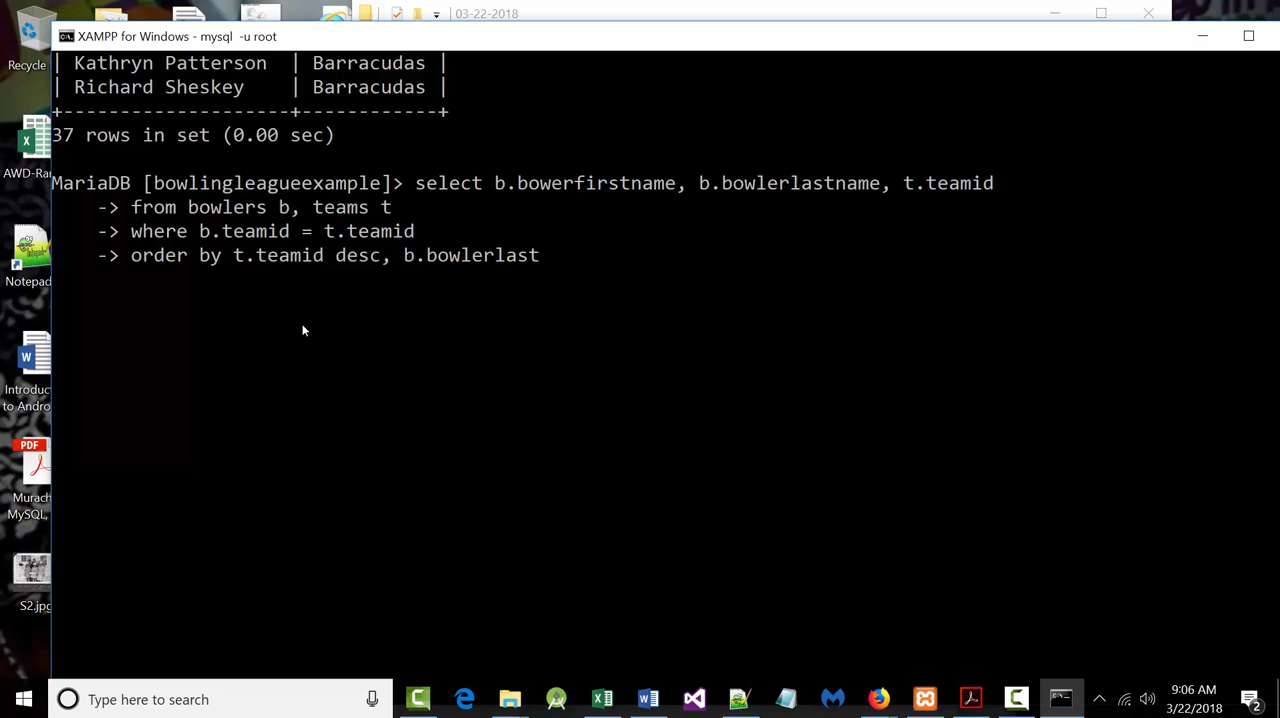 03-22-2018
XAMPP for Windows - mysql  -u root
Recycle
| Kathryn Patterson  | Barracudas |
| Richard Sheskey    | Barracudas |
+--------------------+------------+
37 rows in set (0.00 sec)
AWD-Ra
MariaDB [bowlingleagueexample]> select b.bowerfirstname, b.bowlerlastname, t.teamid
-> from bowlers b, teams t
-> where b.teamid = t.teamid
-> order by t.teamid desc, b.bowlerlast
Notepad
Introduc
to Andro
PDF
Murach
MySQL,
S2.jpg
Type here to search
9:06 AM
3/22/2018
2